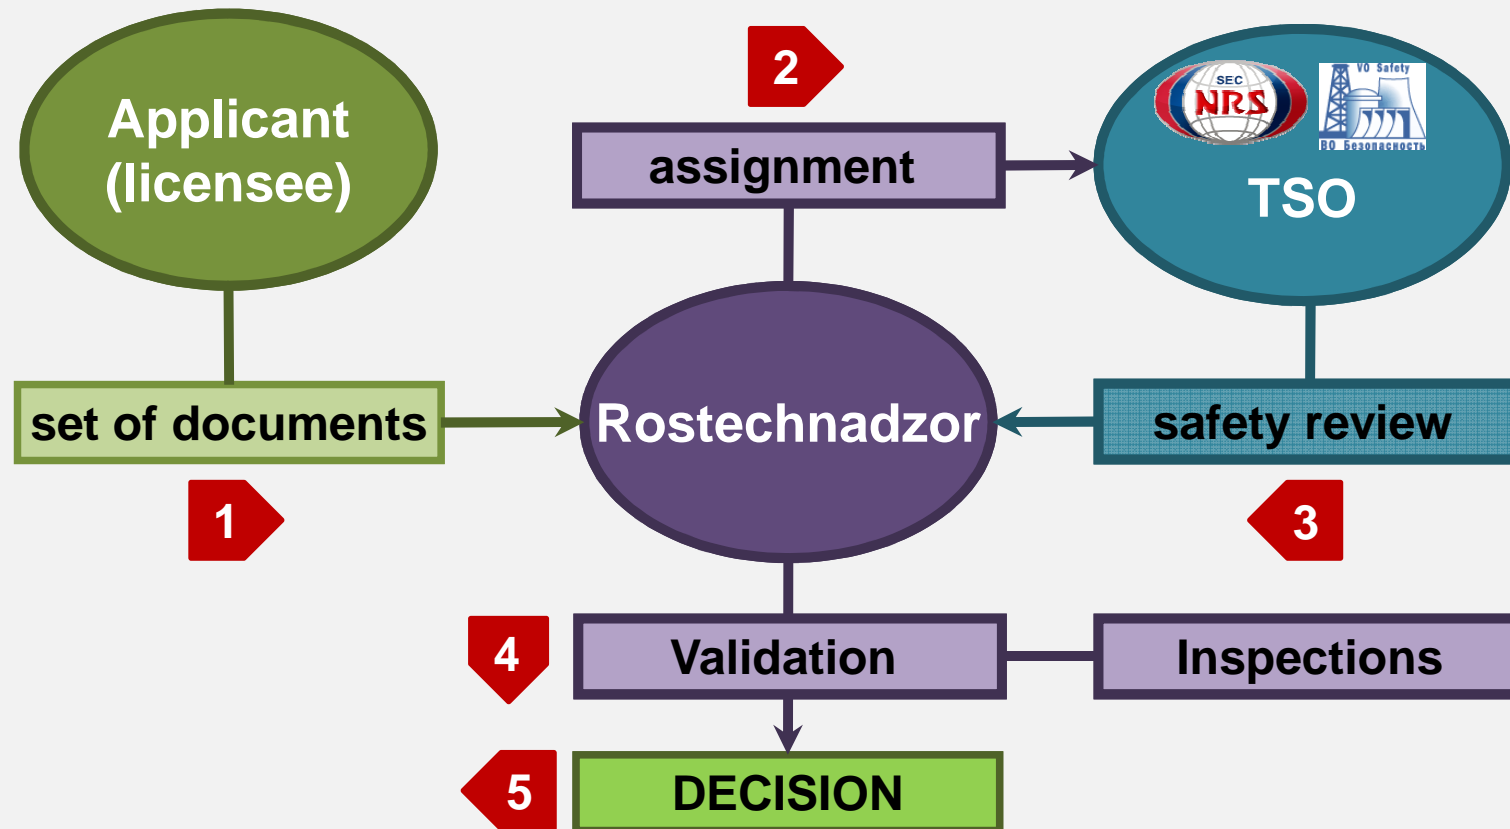 Applicant
(licensee)
2
assignment
SEC
NRS
VO Safety
ВО Безопасность
TSO
set of documents
Rostechnadzor
safety review
1
3
4
Validation
Inspections
5
DECISION